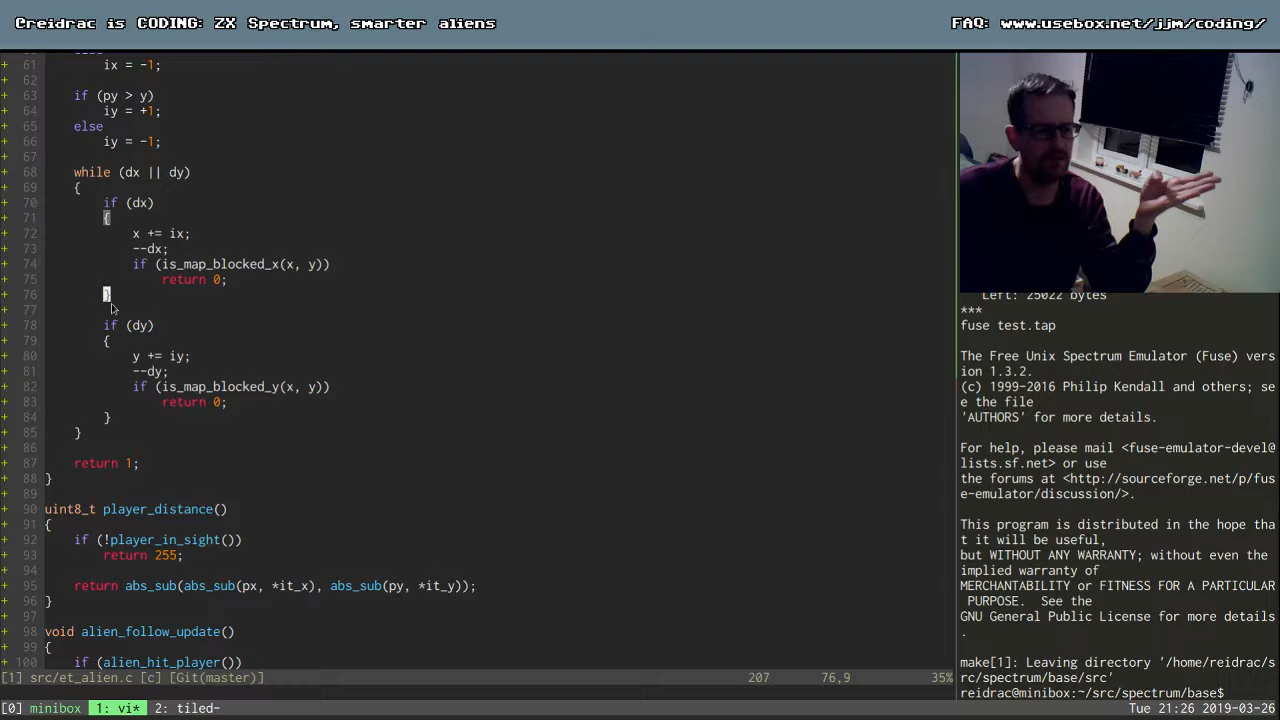 Creidrac is CODING: ZX Spectrum, smarter aliens
FAQ: www.usebox.net/jjm/coding/
+ 61 ix = -1;
+ 62
+ 63 if (py > y)
+ 64 iy = +1;
+ 65 else
+ 66 iy = -1;
+ 67
+ 68 while (dx || dy)
+ 69 {
+ 70 if (dx)
+ 71 {
+ 72 x += ix;
+ 73 --dx;
+ 74 if (is_map_blocked_x(x, y))
+ 75 return 0;
+ 76 }
+ 77
+ 78 if (dy)
+ 79 {
+ 80 y += iy;
+ 81 --dy;
+ 82 if (is_map_blocked_y(x, y))
+ 83 return 0;
+ 84 }
+ 85 }
+ 86
+ 87 return 1;
+ 88 }
+ 89
+ 90 uint8_t player_distance()
+ 91 {
+ 92 if (!player_in_sight())
+ 93 return 255;
+ 94
+ 95 return abs_sub(abs_sub(px, *it_x), abs_sub(py, *it_y));
+ 96 }
+ 97
+ 98 void alien_follow_update()
+ 99 {
+ 100 if (alien_hit_player())
[1] src/et_alien.c [c] [Git(master)] 207 76,9 35%
Left: 25022 bytes
***
fuse test.tap
The Free Unix Spectrum Emulator (Fuse) vers
ion 1.3.2.
(c) 1999-2016 Philip Kendall and others; se
e the file
'AUTHORS' for more details.
For help, please mail <fuse-emulator-devel@
lists.sf.net> or use
the forums at <http://sourceforge.net/p/fus
e-emulator/discussion/>.
This program is distributed in the hope tha
t it will be useful,
but WITHOUT ANY WARRANTY; without even the
implied warranty of
MERCHANTABILITY or FITNESS FOR A PARTICULAR
PURPOSE. See the
GNU General Public License for more details
.
make[1]: Leaving directory '/home/reidrac/s
rc/spectrum/base/src'
reidrac@minibox:~/src/spectrum/base$
[0] minibox 1: vi* 2: tiled-
Tue 21:26 2019-03-26